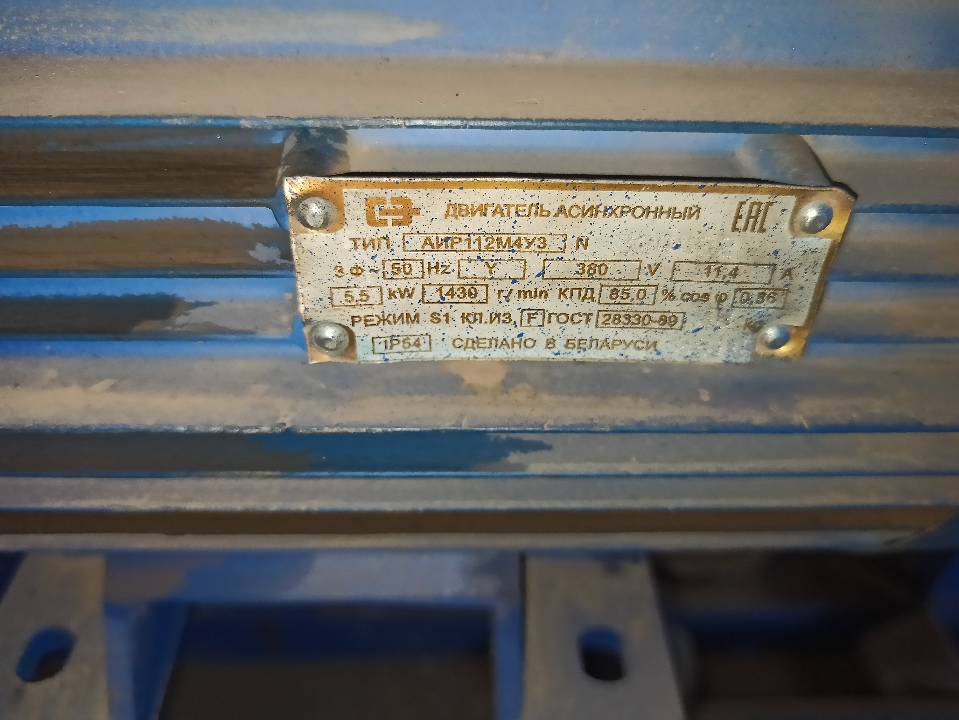 ДВИГАТЕЛЬ АСИНХРОННЫЙ EAC
ТИП АИР112М4У3 N
3 Ф ~ 50 Hz Y 380 V 11,4 A
5,5 kW 1430 r/min КПД 85,0 % cos φ 0,86
РЕЖИМ S1 КЛ.ИЗ. F ГОСТ 28330-89
IP54 СДЕЛАНО В БЕЛАРУСИ